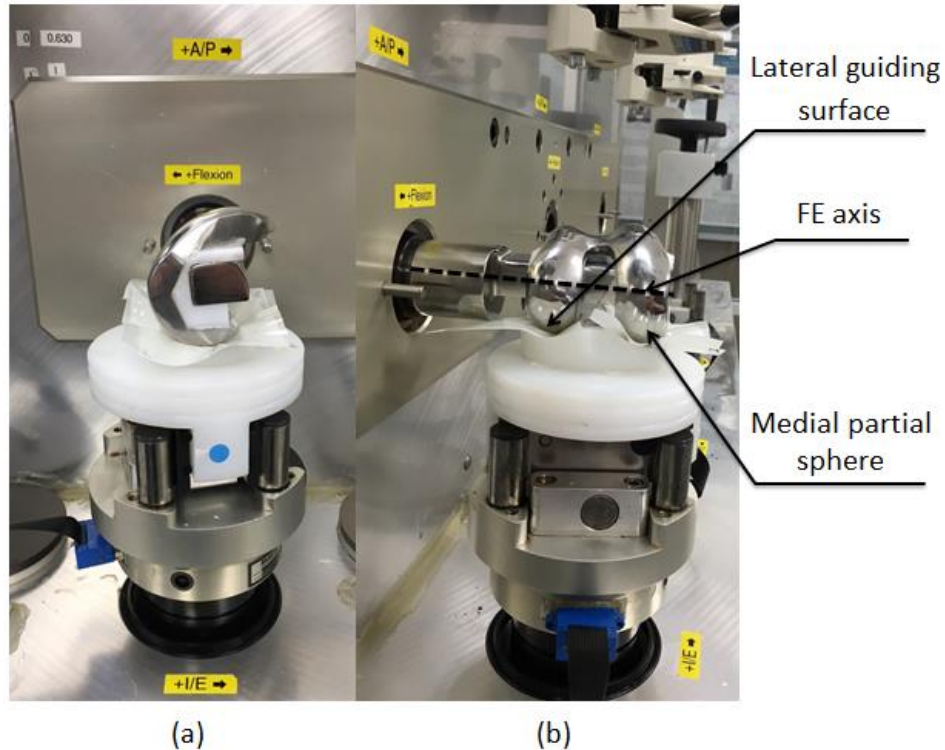 0 0.630
+A/P ➡
⬅ +Flexion
+I/E ➡
(a)
+A/P ➡
⬅ +Flexion
+I/E ➡
(b)
Lateral guiding
surface
FE axis
Medial partial
sphere